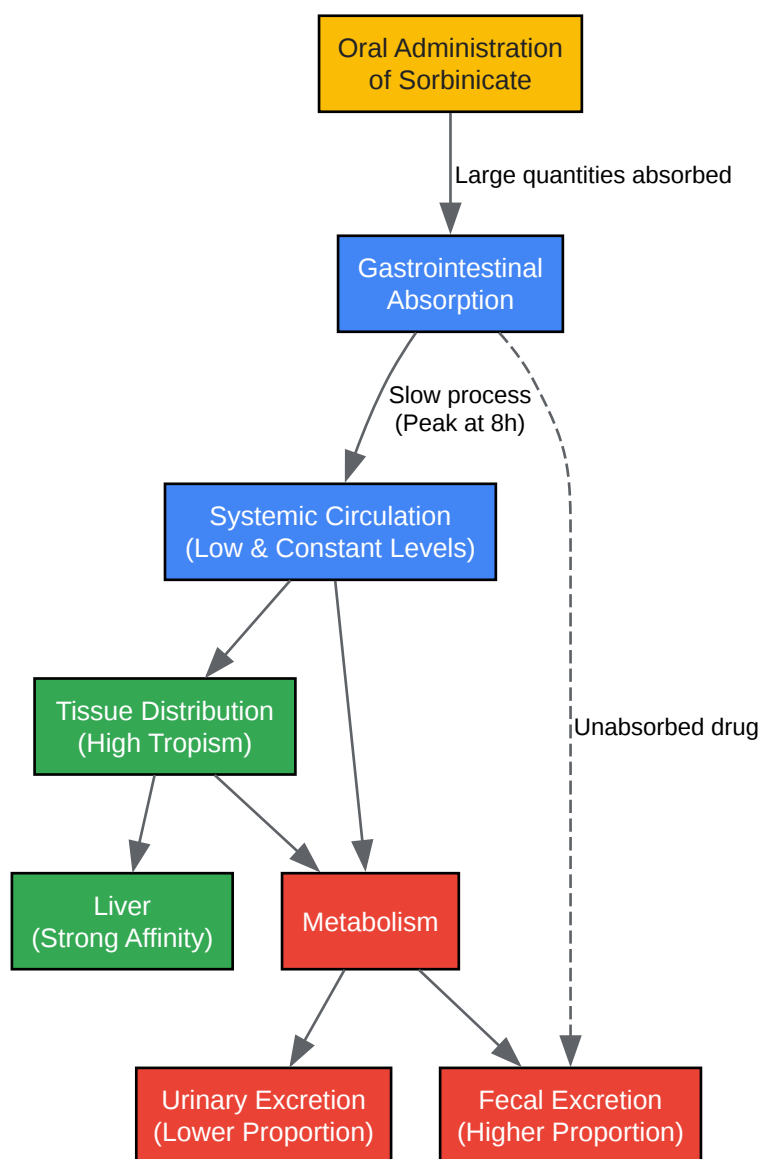 Oral Administration
of Sorbinicate
Large quantities absorbed
Gastrointestinal
Absorption
Slow process
(Peak at 8h)
Systemic Circulation
(Low & Constant Levels)
Tissue Distribution
(High Tropism)
Unabsorbed drug
Liver
(Strong Affinity)
Metabolism
Urinary Excretion
(Lower Proportion)
Fecal Excretion
(Higher Proportion)